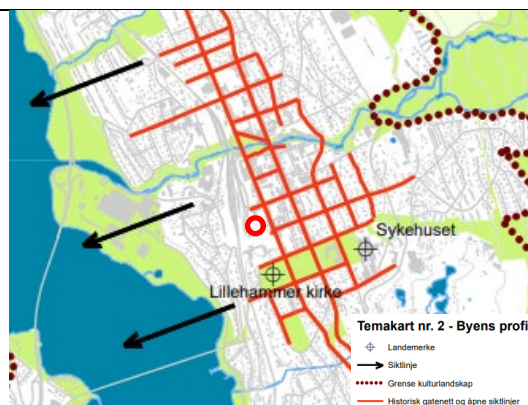 Sykehuset
Lillehammer kirke
Temakart nr. 2 - Byens profi
Landemerke
Siktlinje
Grense kulturlandskap
Historisk gatenett og åpne siktlinjer